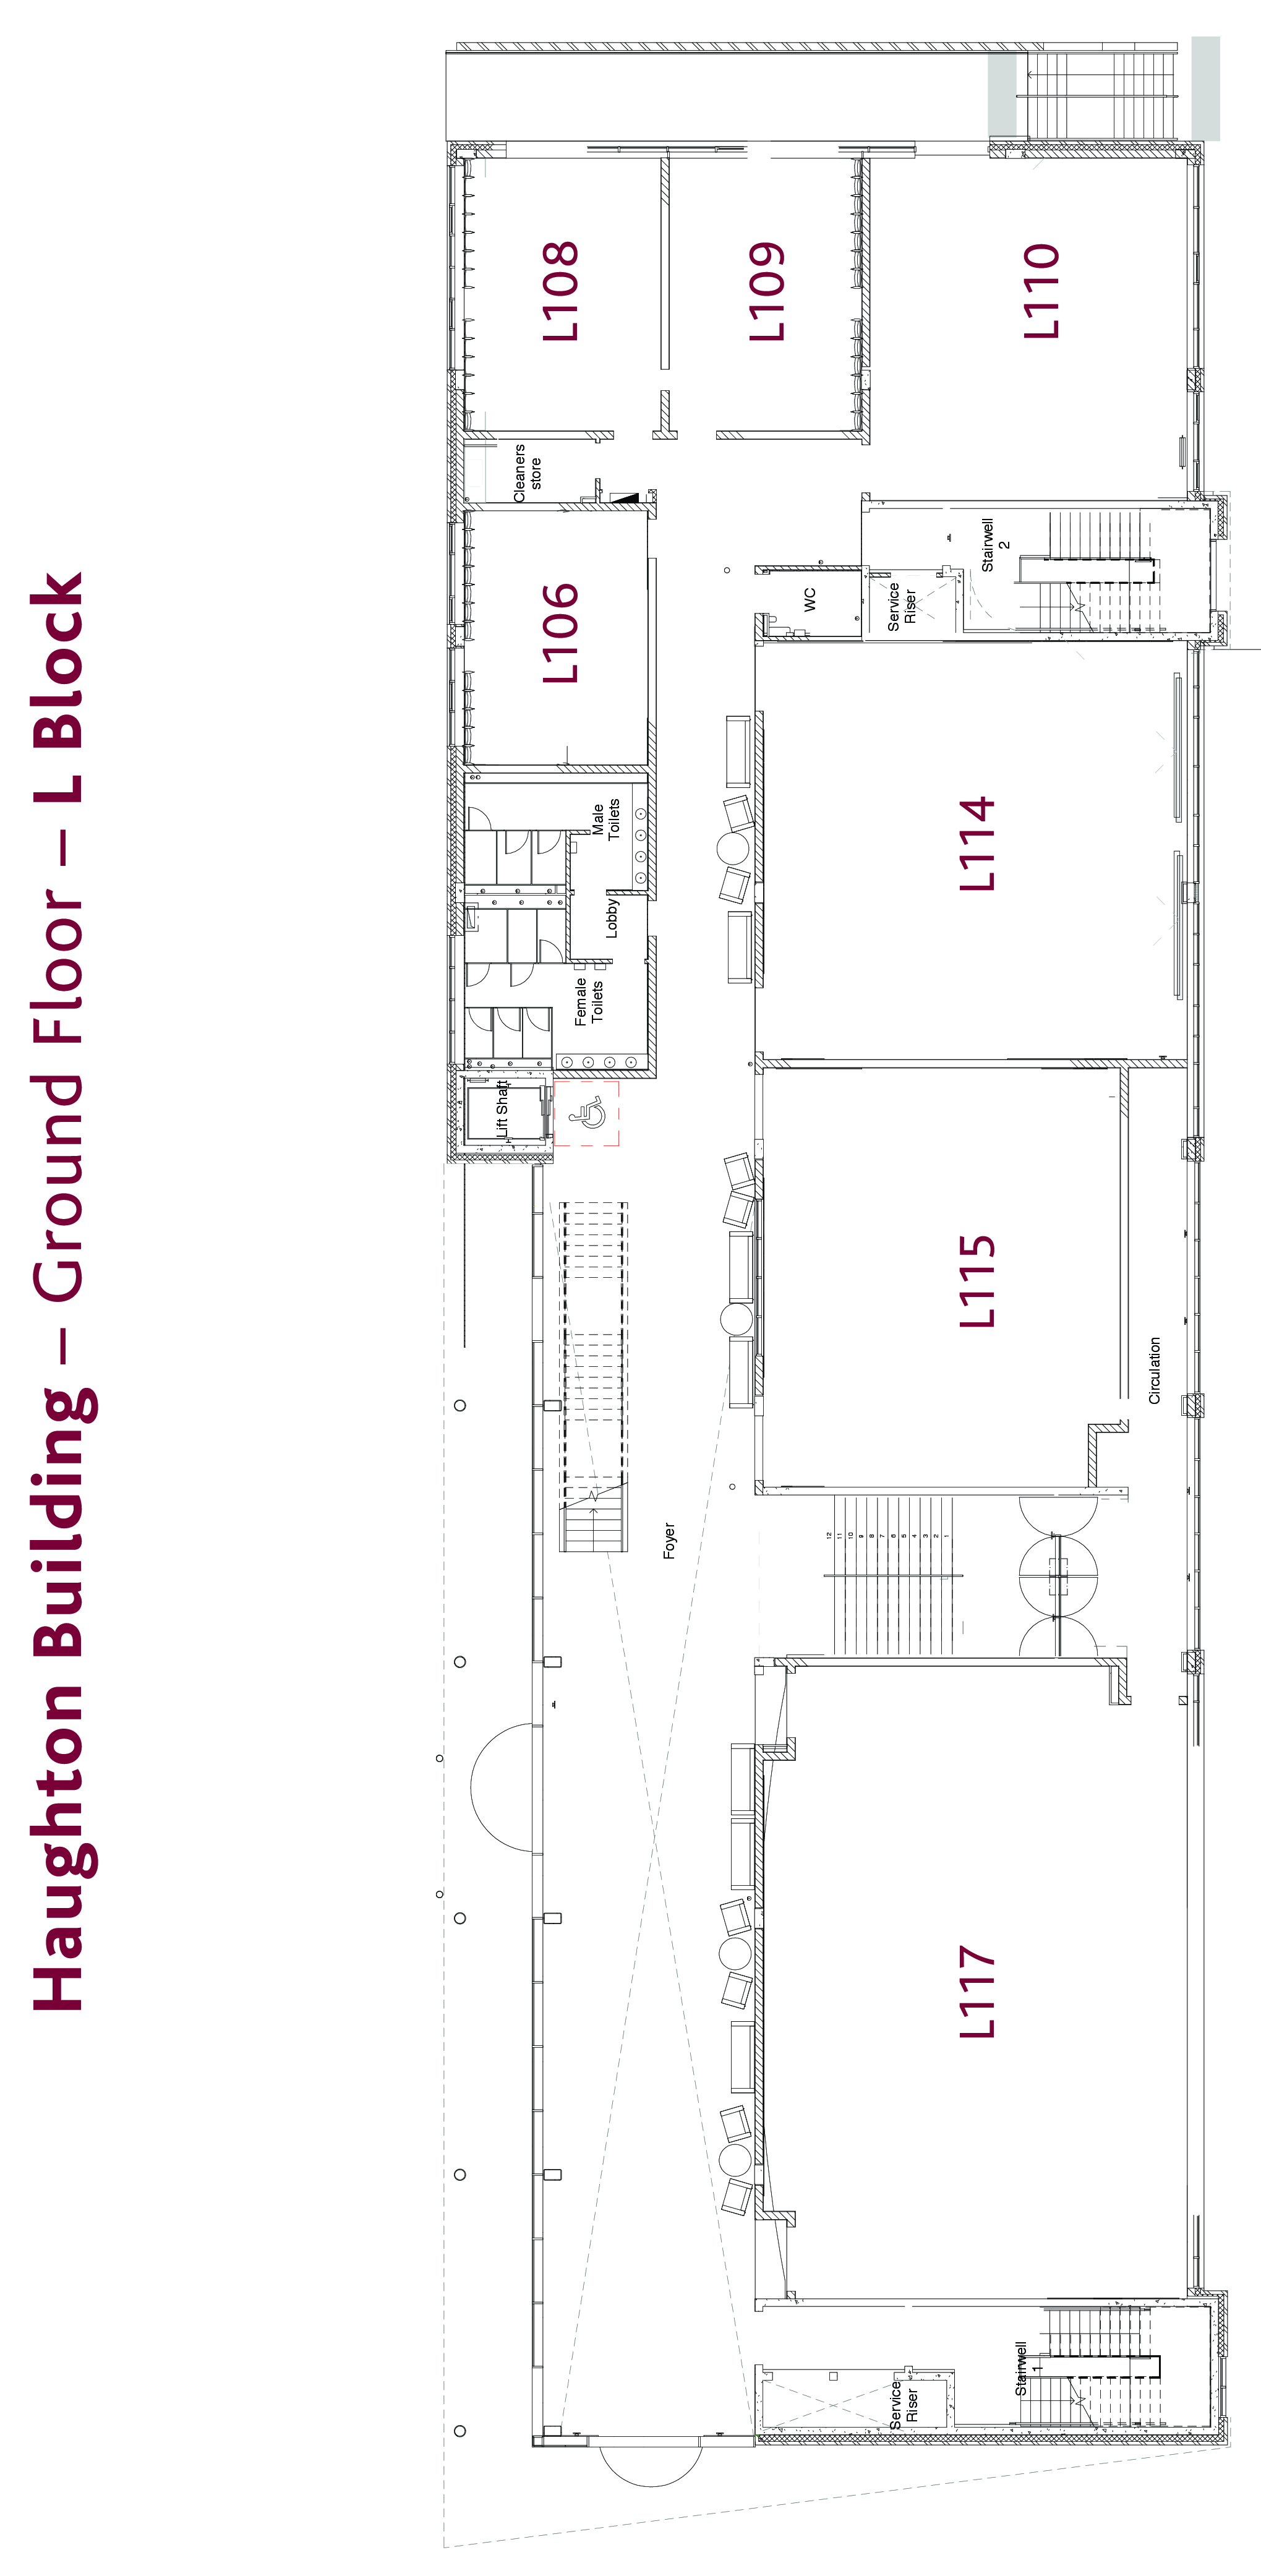 Haughton Building – Ground Floor – L Block
L108
L109
L110
Cleaners
store
L106
WC
Service
Riser
Stairwell
2
Male
Toilets
Lobby
Female
Toilets
Lift Shaft
L114
L115
Circulation
Foyer
12
11
10
9
8
7
6
5
4
3
2
1
L117
Service
Riser
Stairwell
1